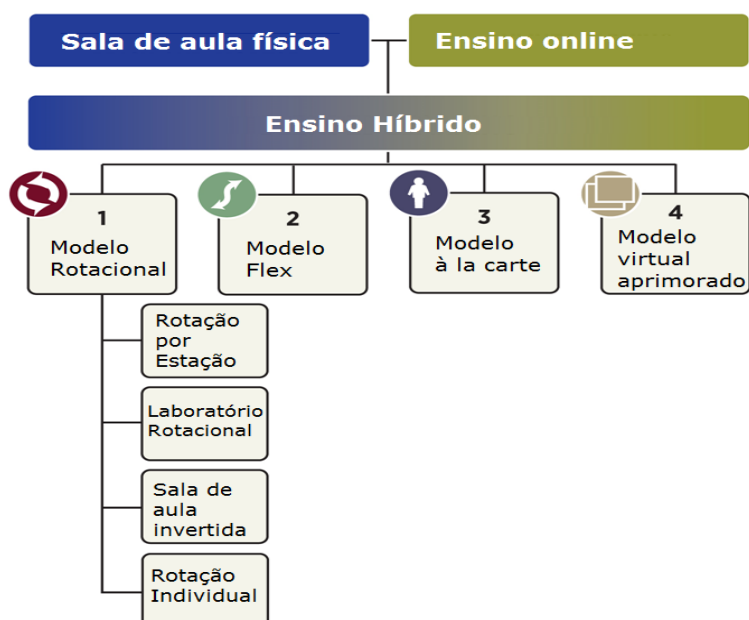 Sala de aula física
Ensino online
Ensino Híbrido
1
Modelo
Rotacional
2
Modelo
Flex
3
Modelo
à la carte
4
Modelo
virtual
aprimorado
Rotação
por
Estação
Laboratório
Rotacional
Sala de
aula
invertida
Rotação
Individual